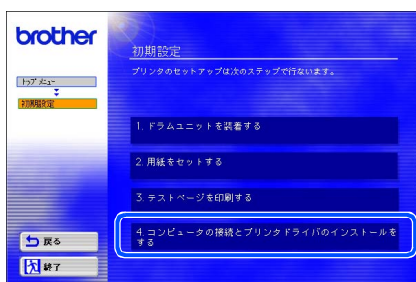 brother
初期設定
プリンタのセットアップは次のステップで行ないます。
トップメニュー
初期設定
1. ドラムユニットを装着する
2. 用紙をセットする
3. テストページを印刷する
4. コンピュータの接続とプリンタドライバのインストールを
する
戻る
終了